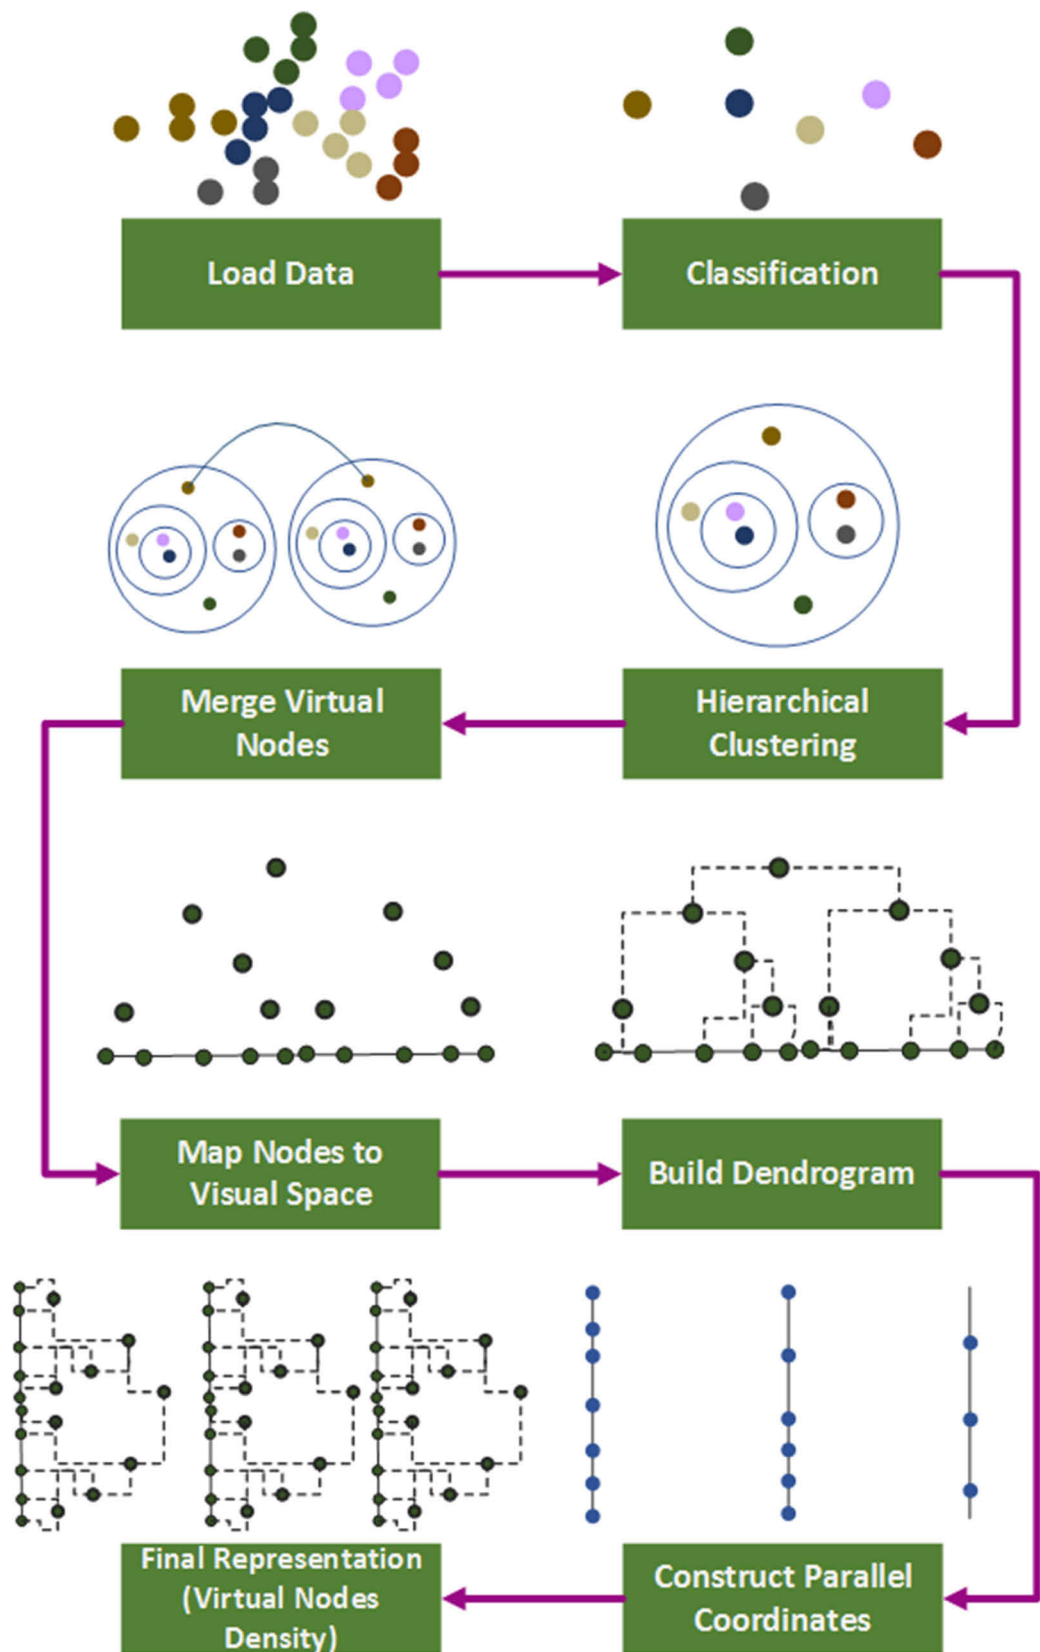 Load Data
Classification
Hierarchical
Clustering
Merge Virtual
Nodes
Map Nodes to
Visual Space
Build Dendrogram
Construct Parallel
Coordinates
Final Representation
(Virtual Nodes
Density)